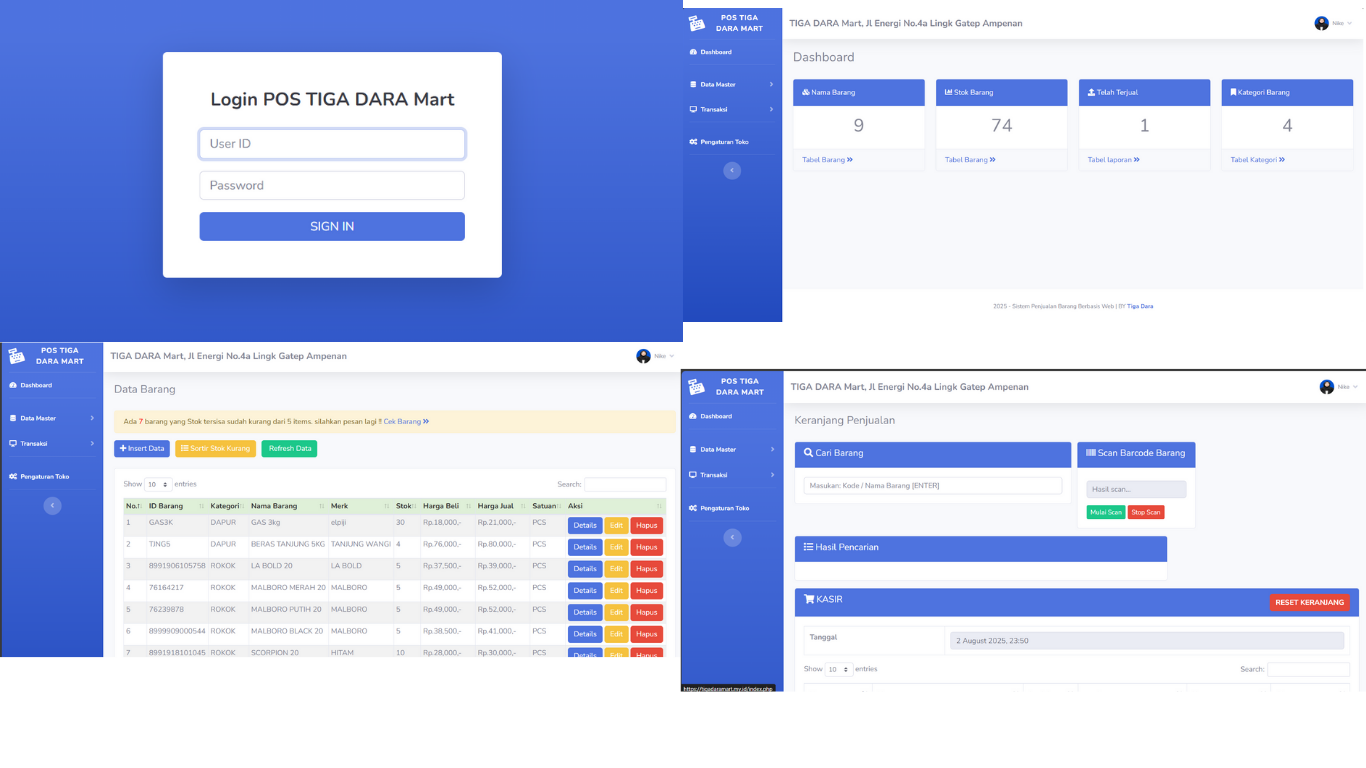 Login POS TIGA DARA Mart
User ID
Password
SIGN IN
POS TIGA
DARA MART
Dashboard
Data Master
Transaksi
Pengaturan Toko
TIGA DARA Mart, Jl Energi No.4a Lingk Gatep Ampenan
Nike
Dashboard
Nama Barang
9
Tabel Barang
Stok Barang
74
Tabel Barang
Telah Terjual
1
Tabel laporan
Kategori Barang
4
Tabel Kategori
2025 - Sistem Penjualan Barang Berbasis Web | BY Tiga Dara
POS TIGA
DARA MART
Dashboard
Data Master
Transaksi
Pengaturan Toko
TIGA DARA Mart, Jl Energi No.4a Lingk Gatep Ampenan
Nike
Data Barang
Ada 7 barang yang Stok tersisa sudah kurang dari 5 items. silahkan pesan lagi !! Cek Barang
Insert Data Sortir Stok Kurang Refresh Data
Show 10 entries Search:
No. ID Barang Kategori Nama Barang Merk Stok Harga Beli Harga Jual Satuan Aksi
1 GAS3K DAPUR GAS 3kg elpiji 30 Rp.18,000,- Rp.21,000,- PCS Details Edit Hapus
2 TING5 DAPUR BERAS TANJUNG 5KG TANJUNG WANGI 4 Rp.76,000,- Rp.80,000,- PCS Details Edit Hapus
3 8991906105758 ROKOK LA BOLD 20 LA BOLD 5 Rp.37,500,- Rp.39,000,- PCS Details Edit Hapus
4 76164217 ROKOK MALBORO MERAH 20 MALBORO 5 Rp.49,000,- Rp.52,000,- PCS Details Edit Hapus
5 76239878 ROKOK MALBORO PUTIH 20 MALBORO 5 Rp.49,000,- Rp.52,000,- PCS Details Edit Hapus
6 8999909000544 ROKOK MALBORO BLACK 20 MALBORO 5 Rp.38,500,- Rp.41,000,- PCS Details Edit Hapus
7 8991918101045 ROKOK SCORPION 20 HITAM 10 Rp.28,000,- Rp.30,000,- PCS Details Edit Hapus
POS TIGA
DARA MART
Dashboard
Data Master
Transaksi
Pengaturan Toko
https://tigadaramart.my.id/index.php
TIGA DARA Mart, Jl Energi No.4a Lingk Gatep Ampenan
Nike
Keranjang Penjualan
Cari Barang
Masukan: Kode / Nama Barang [ENTER]
Scan Barcode Barang
Hasil scan...
Mulai Scan Stop Scan
Hasil Pencarian
KASIR RESET KERANJANG
Tanggal 2 August 2025, 23:50
Show 10 entries Search: